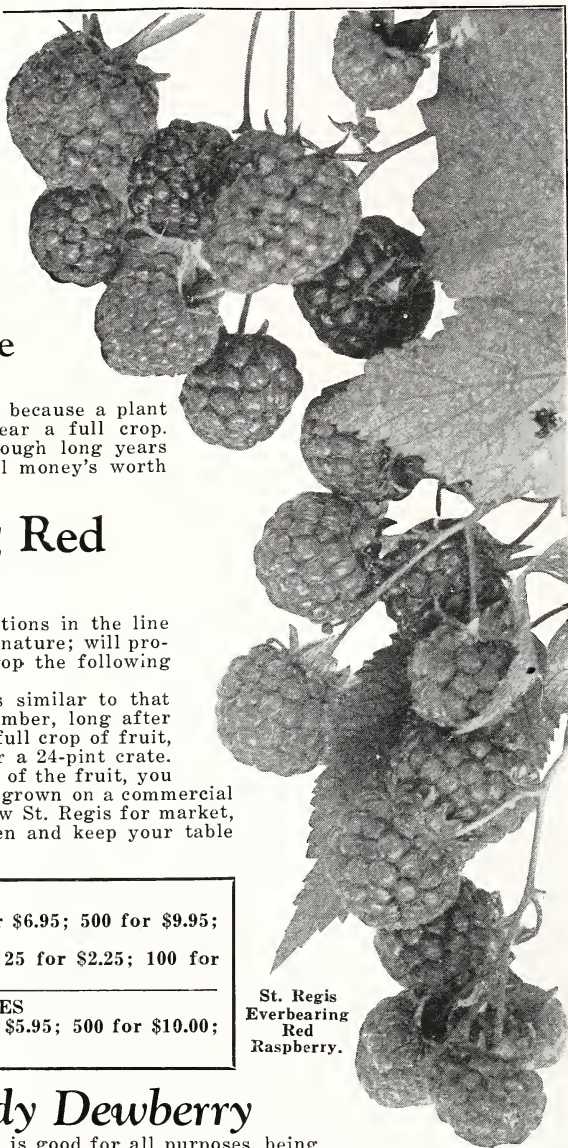 e
because a plant
ear a full crop.
ough long years
l money's worth
Red
tions in the line
nature; will pro-
rop the following
s similar to that
mber, long after
full crop of fruit,
r a 24-pint crate.
of the fruit, you
grown on a commercial
w St. Regis for market,
en and keep your table
r $6.95; 500 for $9.95;
25 for $2.25; 100 for
ES
$5.95; 500 for $10.00;
St. Regis
Everbearing
Red
Raspberry.
dy Dewberry
is good for all purposes, being